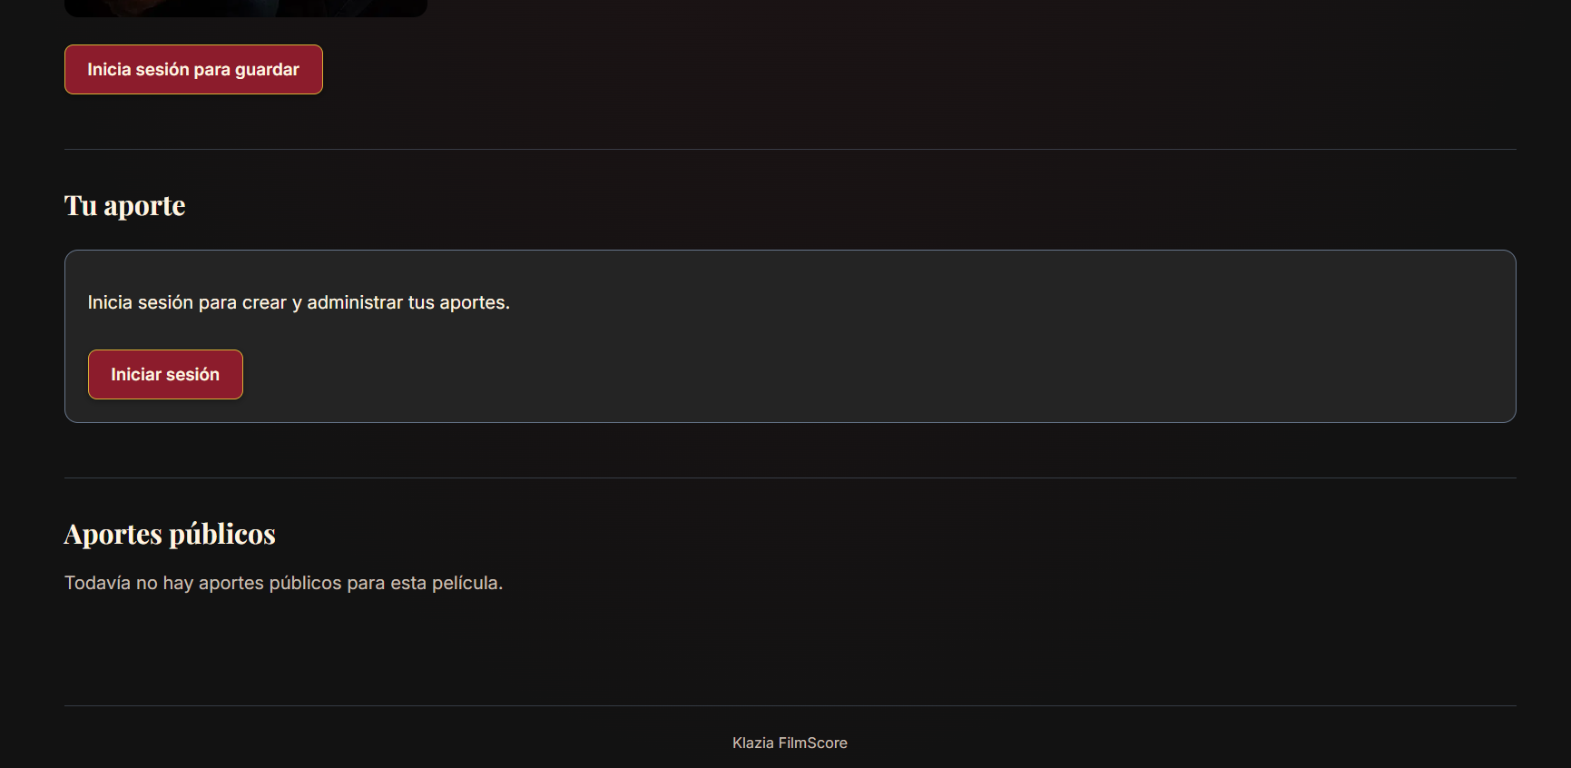 Inicia sesión para guardar
Tu aporte
Inicia sesión para crear y administrar tus aportes.
Iniciar sesión
Aportes públicos
Todavía no hay aportes públicos para esta película.
Klazia FilmScore